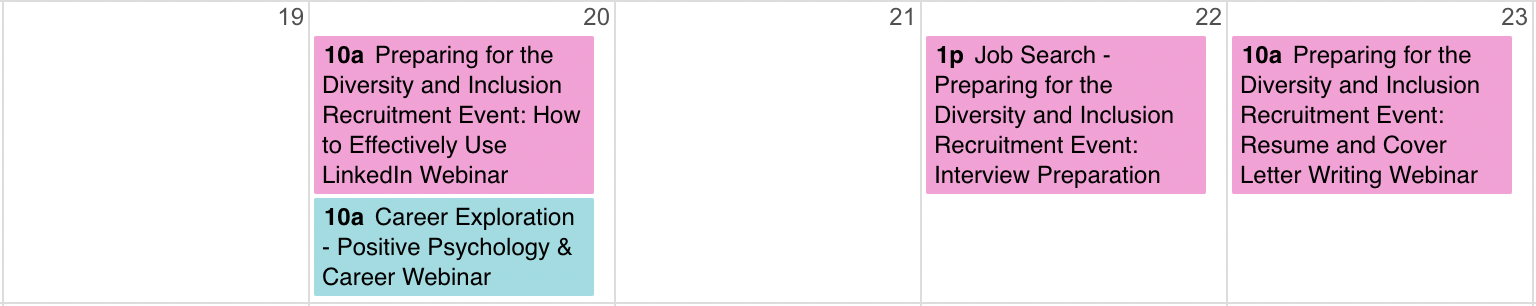 19
20
10a Preparing for the
Diversity and Inclusion
Recruitment Event: How
to Effectively Use
LinkedIn Webinar
10a Career Exploration
- Positive Psychology &
Career Webinar
21
22
1p Job Search -
Preparing for the
Diversity and Inclusion
Recruitment Event:
Interview Preparation
23
10a Preparing for the
Diversity and Inclusion
Recruitment Event:
Resume and Cover
Letter Writing Webinar